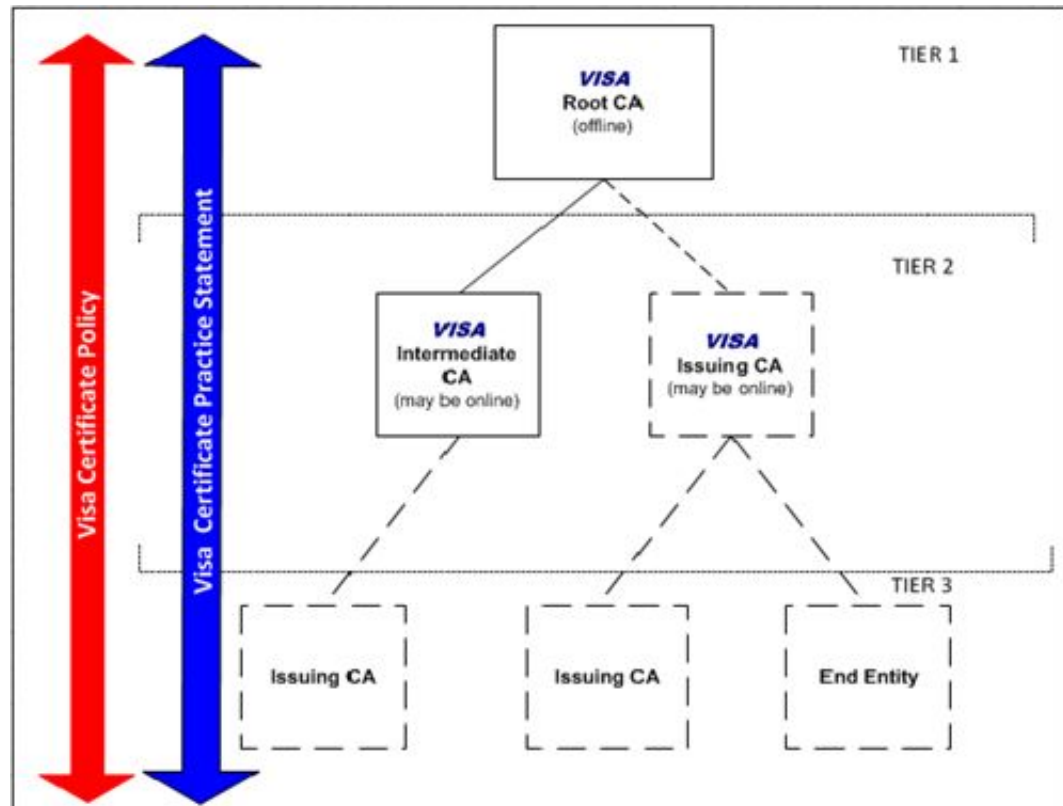 Visa Certificate Policy
Visa Certificate Practice Statement
TIER 1
VISA
Root CA
(offline)
TIER 2
VISA
Intermediate
CA
(may be online)
VISA
Issuing CA
(may be online)
TIER 3
Issuing CA
Issuing CA
End Entity